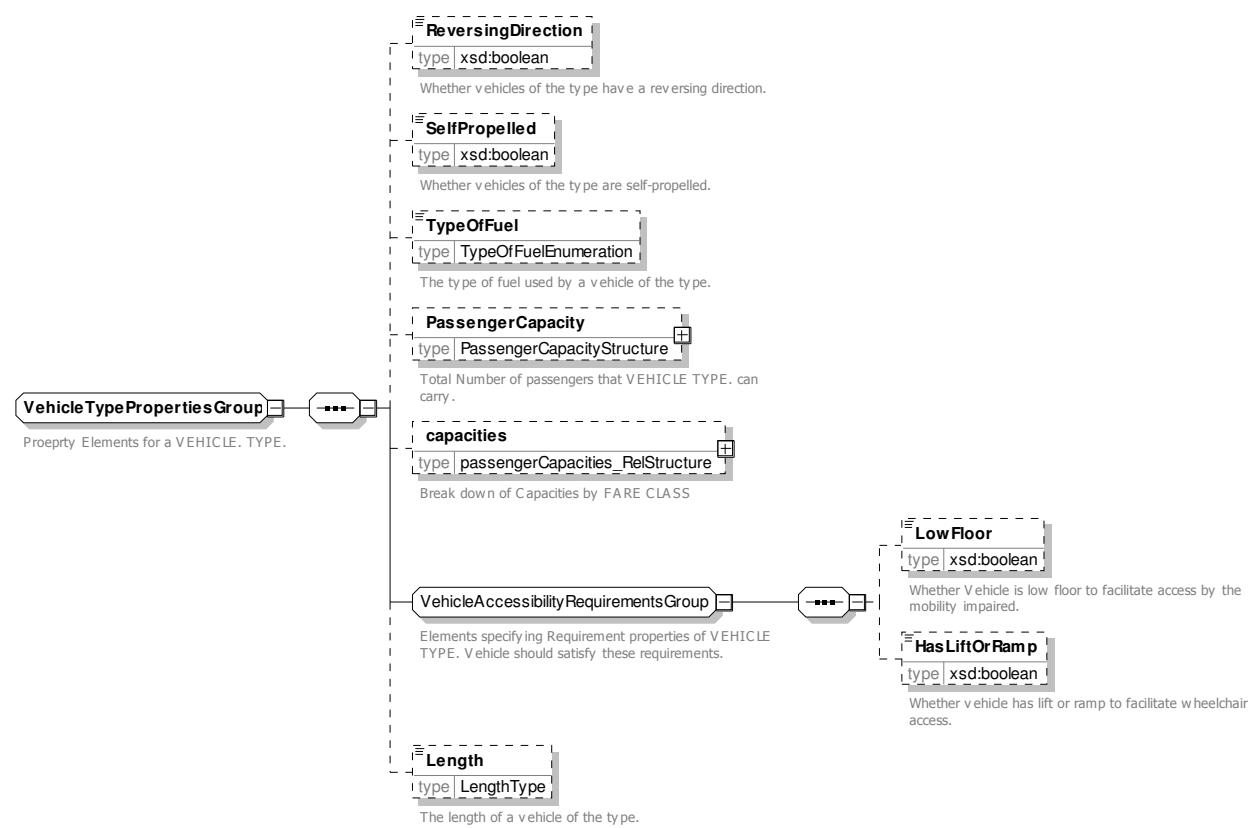 ReversingDirection
type xsd:boolean
Whether vehicles of the type have a reversing direction.
SelfPropelled
type xsd:boolean
Whether vehicles of the type are self-propelled.
TypeOfFuel
type TypeOfFuelEnumeration
The type of fuel used by a vehicle of the type.
PassengerCapacity
type PassengerCapacityStructure
Total Number of passengers that VEHICLE TYPE. can
carry.
VehicleTypePropertiesGroup
Proeprty Elements for a VEHICLE. TYPE.
capacities
type passengerCapacities_RelStructure
Break down of Capacities by FARE CLASS
VehicleAccessibilityRequirementsGroup
Elements specifying Requirement properties of VEHICLE
TYPE. Vehicle should satisfy these requirements.
LowFloor
type xsd:boolean
Whether Vehicle is low floor to facilitate access by the
mobility impaired.
HasLiftOrRamp
type xsd:boolean
Whether vehicle has lift or ramp to facilitate wheelchair
access.
Length
type LengthType
The length of a vehicle of the type.